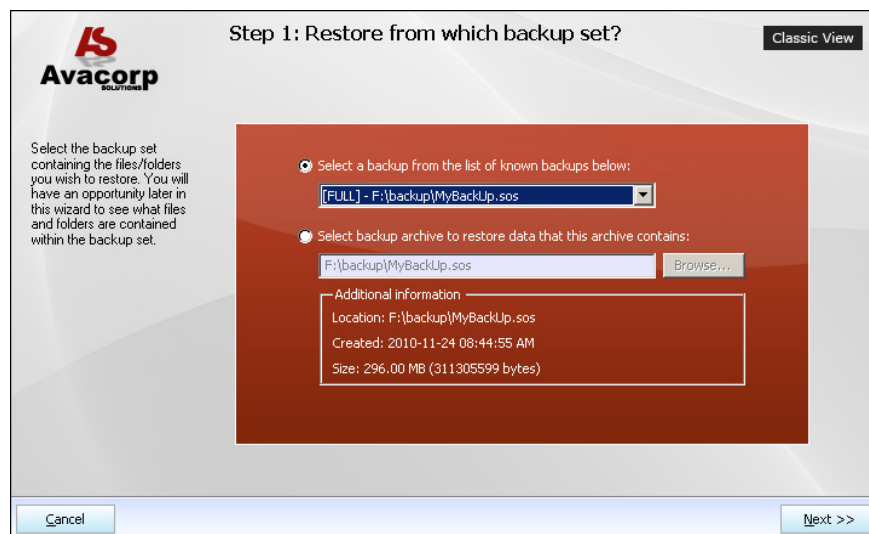 Step 1: Restore from which backup set?
Classic View
AS
Avacorp
SOLUTIONS
Select the backup set
containing the files/folders
you wish to restore. You will
have an opportunity later in
this wizard to see what files
and folders are contained
within the backup set.
Select a backup from the list of known backups below:
[FULL] - F:\backup\MyBackUp.sos
Select backup archive to restore data that this archive contains:
F:\backup\MyBackUp.sos
Browse...
Additional information
Location: F:\backup\MyBackUp.sos
Created: 2010-11-24 08:44:55 AM
Size: 296.00 MB (311305599 bytes)
Cancel
Next >>